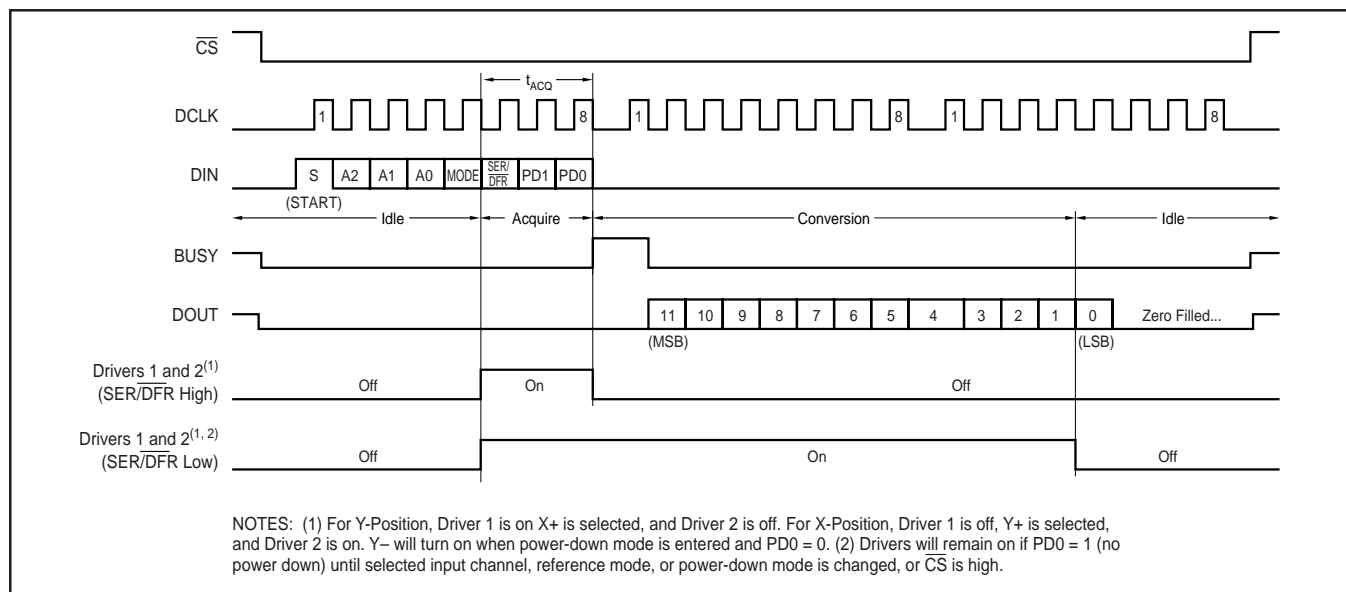 CS
tACQ
DCLK 1 8 1 8 1 8
DIN S A2 A1 A0 MODE SER/DFR PD1 PD0
(START)
Idle Acquire Conversion Idle
BUSY
DOUT 11 10 9 8 7 6 5 4 3 2 1 0 Zero Filled...
(MSB) (LSB)
Drivers 1 and 2(1)
(SER/DFR High) Off On Off
Drivers 1 and 2(1, 2)
(SER/DFR Low) Off On Off
NOTES: (1) For Y-Position, Driver 1 is on X+ is selected, and Driver 2 is off. For X-Position, Driver 1 is off, Y+ is selected,
and Driver 2 is on. Y– will turn on when power-down mode is entered and PD0 = 0. (2) Drivers will remain on if PD0 = 1 (no
power down) until selected input channel, reference mode, or power-down mode is changed, or CS is high.